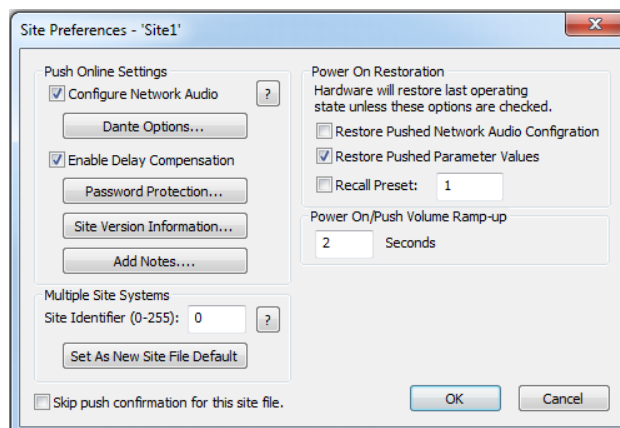 Site Preferences - 'Site1'
x
Push Online Settings
Configure Network Audio
?
Dante Options...
Enable Delay Compensation
Password Protection...
Site Version Information...
Add Notes....
Multiple Site Systems
Site Identifier (0-255): 0
?
Set As New Site File Default
Skip push confirmation for this site file.
Power On Restoration
Hardware will restore last operating
state unless these options are checked.
Restore Pushed Network Audio Configration
Restore Pushed Parameter Values
Recall Preset: 1
Power On/Push Volume Ramp-up
2 Seconds
OK
Cancel